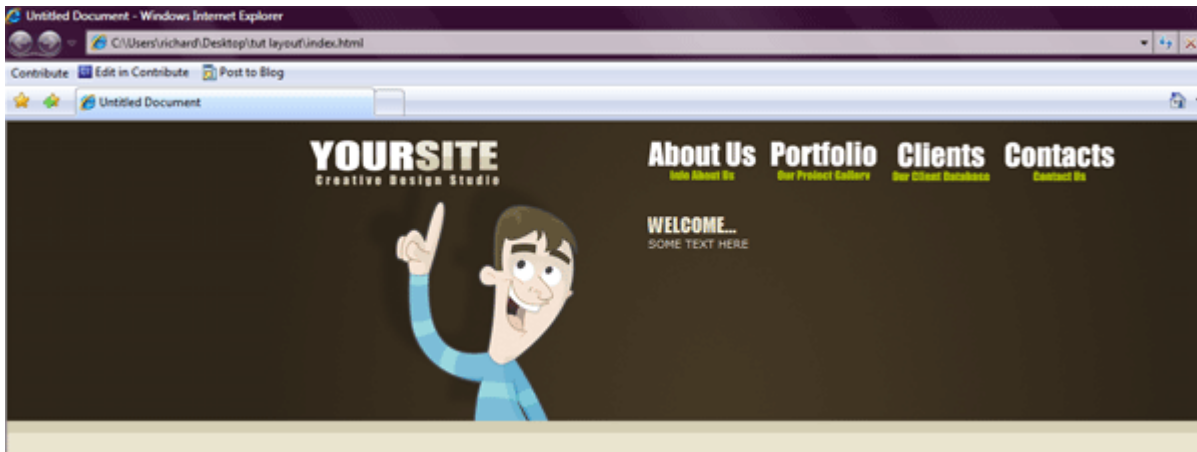 Untitled Document - Windows Internet Explorer
C:\Users\richard\Desktop\tut layout\index.html
Contribute Edit in Contribute Post to Blog
Untitled Document
YOURSITE
Creative Design Studio
About Us Portfolio Clients Contacts
Info About Us Our Project Gallery Our Client Database Contact Us
WELCOME...
SOME TEXT HERE